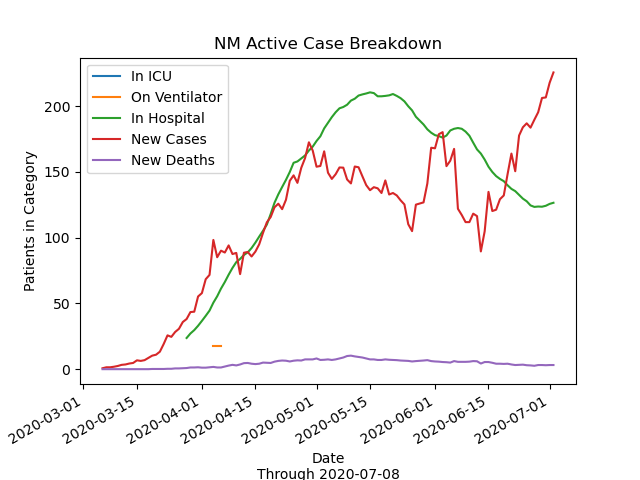 NM Active Case Breakdown
In ICU
On Ventilator
In Hospital
New Cases
New Deaths
Patients in Category
200
150
100
50
0
2020-03-01
2020-03-15
2020-04-01
2020-04-15
2020-05-01
2020-05-15
2020-06-01
2020-06-15
2020-07-01
Date
Through 2020-07-08